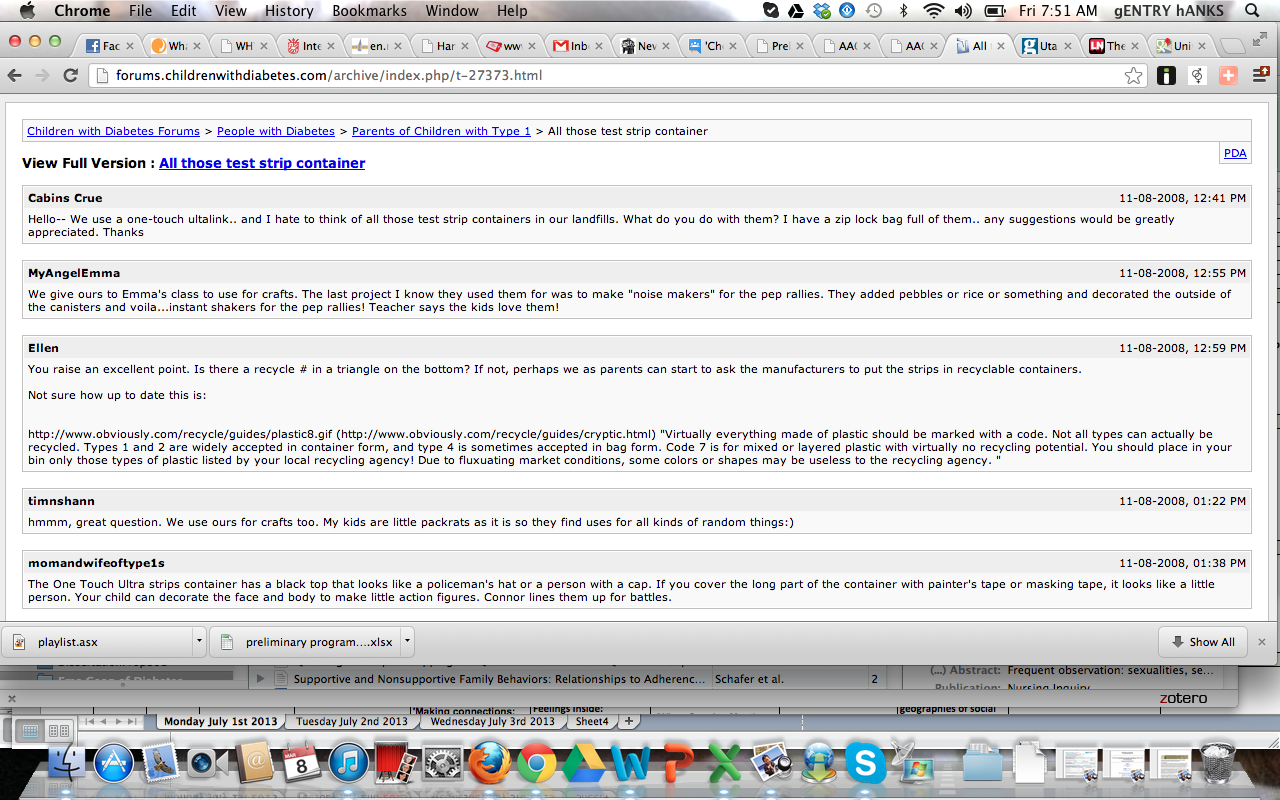 Chrome File Edit View History Bookmarks Window Help Fri 7:51 AM gENTRY hANKS
Fac Wha WH Inte en. Har ww Inb Nev 'Ch Prel AAC AAC All Uta The Uni
forums.childrenwithdiabetes.com/archive/index.php/t-27373.html
Children with Diabetes Forums > People with Diabetes > Parents of Children with Type 1 > All those test strip container
PDA
View Full Version : All those test strip container
Cabins Crue 11-08-2008, 12:41 PM
Hello-- We use a one-touch ultalink.. and I hate to think of all those test strip containers in our landfills. What do you do with them? I have a zip lock bag full of them.. any suggestions would be greatly
appreciated. Thanks
MyAngelEmma 11-08-2008, 12:55 PM
We give ours to Emma's class to use for crafts. The last project I know they used them for was to make "noise makers" for the pep rallies. They added pebbles or rice or something and decorated the outside of
the canisters and voila...instant shakers for the pep rallies! Teacher says the kids love them!
Ellen 11-08-2008, 12:59 PM
You raise an excellent point. Is there a recycle # in a triangle on the bottom? If not, perhaps we as parents can start to ask the manufacturers to put the strips in recyclable containers.
Not sure how up to date this is:
http://www.obviously.com/recycle/guides/plastic8.gif (http://www.obviously.com/recycle/guides/cryptic.html) "Virtually everything made of plastic should be marked with a code. Not all types can actually be
recycled. Types 1 and 2 are widely accepted in container form, and type 4 is sometimes accepted in bag form. Code 7 is for mixed or layered plastic with virtually no recycling potential. You should place in your
bin only those types of plastic listed by your local recycling agency! Due to fluxuating market conditions, some colors or shapes may be useless to the recycling agency. "
timnshann 11-08-2008, 01:22 PM
hmmm, great question. We use ours for crafts too. My kids are little packrats as it is so they find uses for all kinds of random things:)
momandwifeoftype1s 11-08-2008, 01:38 PM
The One Touch Ultra strips container has a black top that looks like a policeman's hat or a person with a cap. If you cover the long part of the container with painter's tape or masking tape, it looks like a little
person. Your child can decorate the face and body to make little action figures. Connor lines them up for battles.
playlist.asx preliminary program....xlsx Show All
(...) Abstract: Frequent observation: sexualities, se...
Supportive and Nonsupportive Family Behaviors: Relationships to Adherenc... Schafer et al. 2
Publication: Nursing Inquiry
zotero
"Making connections: Feelings inside: geographies of social
Monday July 1st 2013 Tuesday July 2nd 2013 Wednesday July 3rd 2013 Sheet4 +
MAR
8